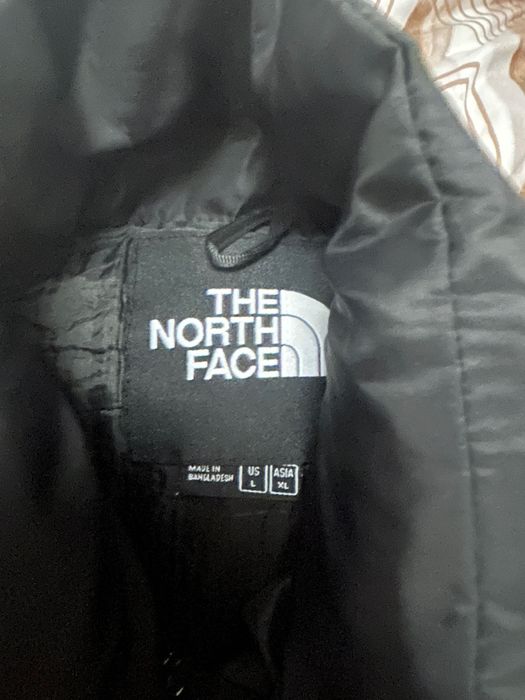 THE
NORTH
FACE
MADE IN
BANGLADESH
US
L
ASIA
XL